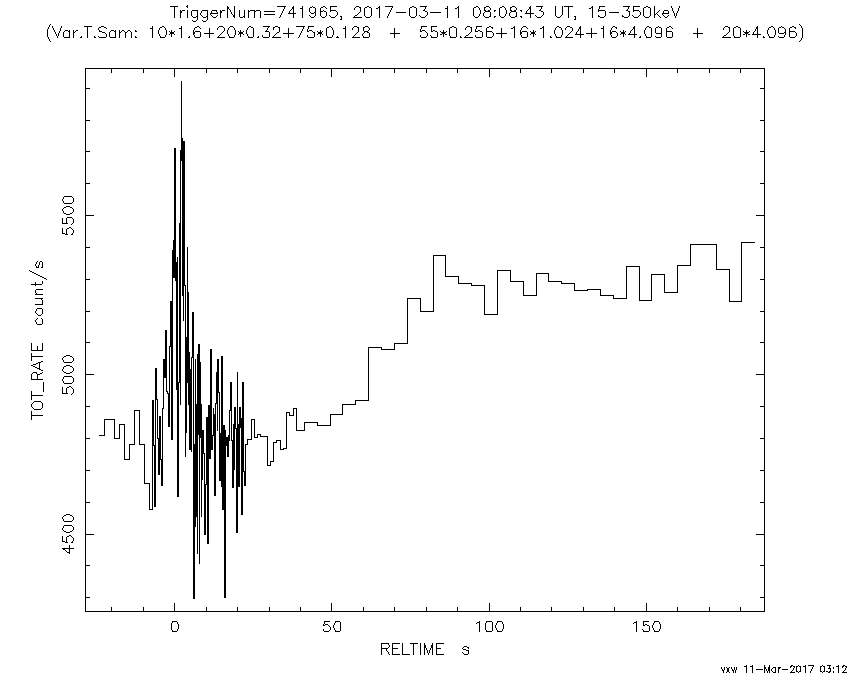 TriggerNum=741965, 2017-03-11 08:08:43 UT, 15-350keV
(Var.T.Sam: 10*1.6+20*0.32+75*0.128 + 55*0.256+16*1.024+16*4.096 + 20*4.096)
TOT_RATE count/s
5500
5000
4500
0 50 100 150
RELTIME s
vxw 11-Mar-2017 03:12